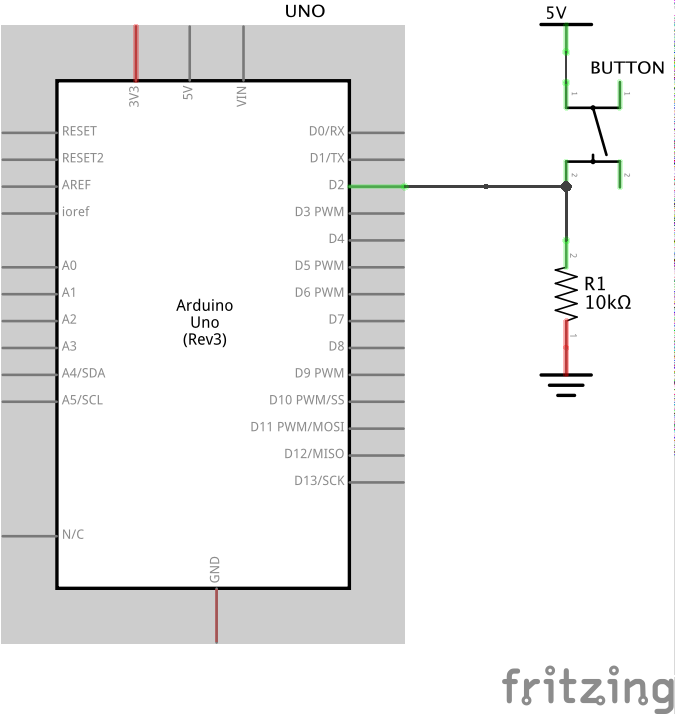 UNO
5V
BUTTON
1
1
2
2
3V3
5V
VIN
RESET
RESET2
AREF
ioref
A0
A1
A2
A3
A4/SDA
A5/SCL
N/C
Arduino
Uno
(Rev3)
D0/RX
D1/TX
D2
D3 PWM
D4
D5 PWM
D6 PWM
D7
D8
D9 PWM
D10 PWM/SS
D11 PWM/MOSI
D12/MISO
D13/SCK
GND
2
R1
10kΩ
1
fritzing